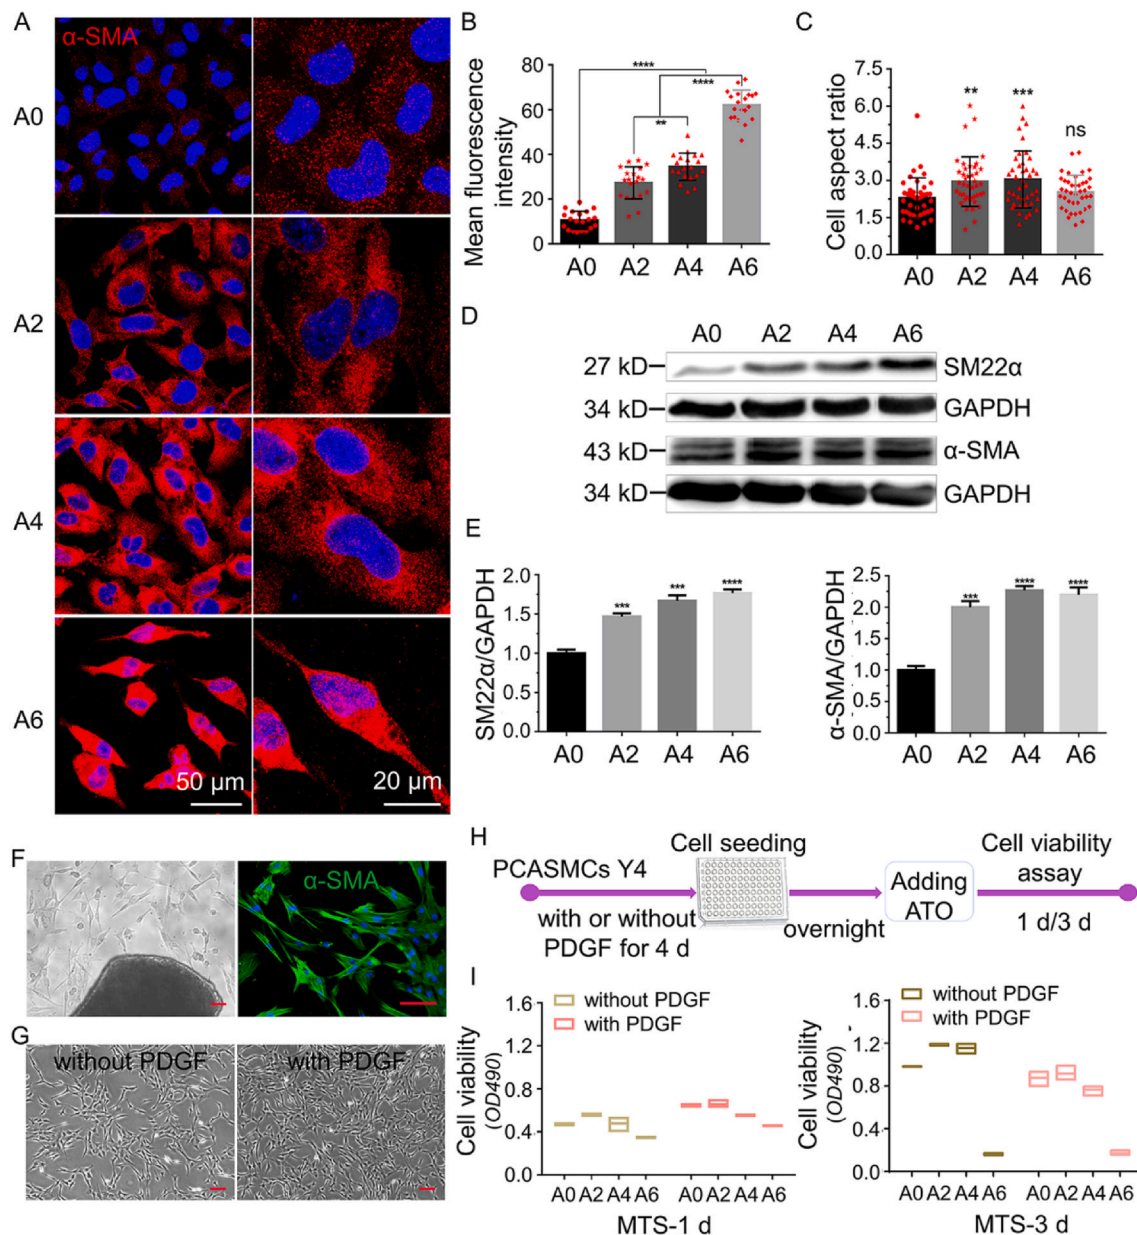 A
α-SMA
A0
A2
A4
A6
50 μm
20 μm
B
Mean fluorescence
intensity
80
60
40
20
0
****
****
**
A0 A2 A4 A6
C
Cell aspect ratio
7.5
6.0
4.5
3.0
1.5
0.0
**
***
ns
A0 A2 A4 A6
D
A0 A2 A4 A6
27 kD SM22α
34 kD GAPDH
43 kD α-SMA
34 kD GAPDH
E
SM22α/GAPDH
2.0
1.5
1.0
0.5
0.0
***
***
****
A0 A2 A4 A6
α-SMA/GAPDH
2.5
2.0
1.5
1.0
0.5
0.0
***
****
****
A0 A2 A4 A6
F
α-SMA
G
without PDGF
with PDGF
H
PCASMCs Y4
with or without
PDGF for 4 d
Cell seeding
overnight
Adding
ATO
Cell viability
assay
1 d/3 d
I
Cell viability
(OD490)
1.6
1.2
0.8
0.4
0.0
without PDGF
with PDGF
A0 A2 A4 A6 A0 A2 A4 A6
MTS-1 d
Cell viability
(OD490)
1.6
1.2
0.8
0.4
0.0
without PDGF
with PDGF
A0 A2 A4 A6 A0 A2 A4 A6
MTS-3 d